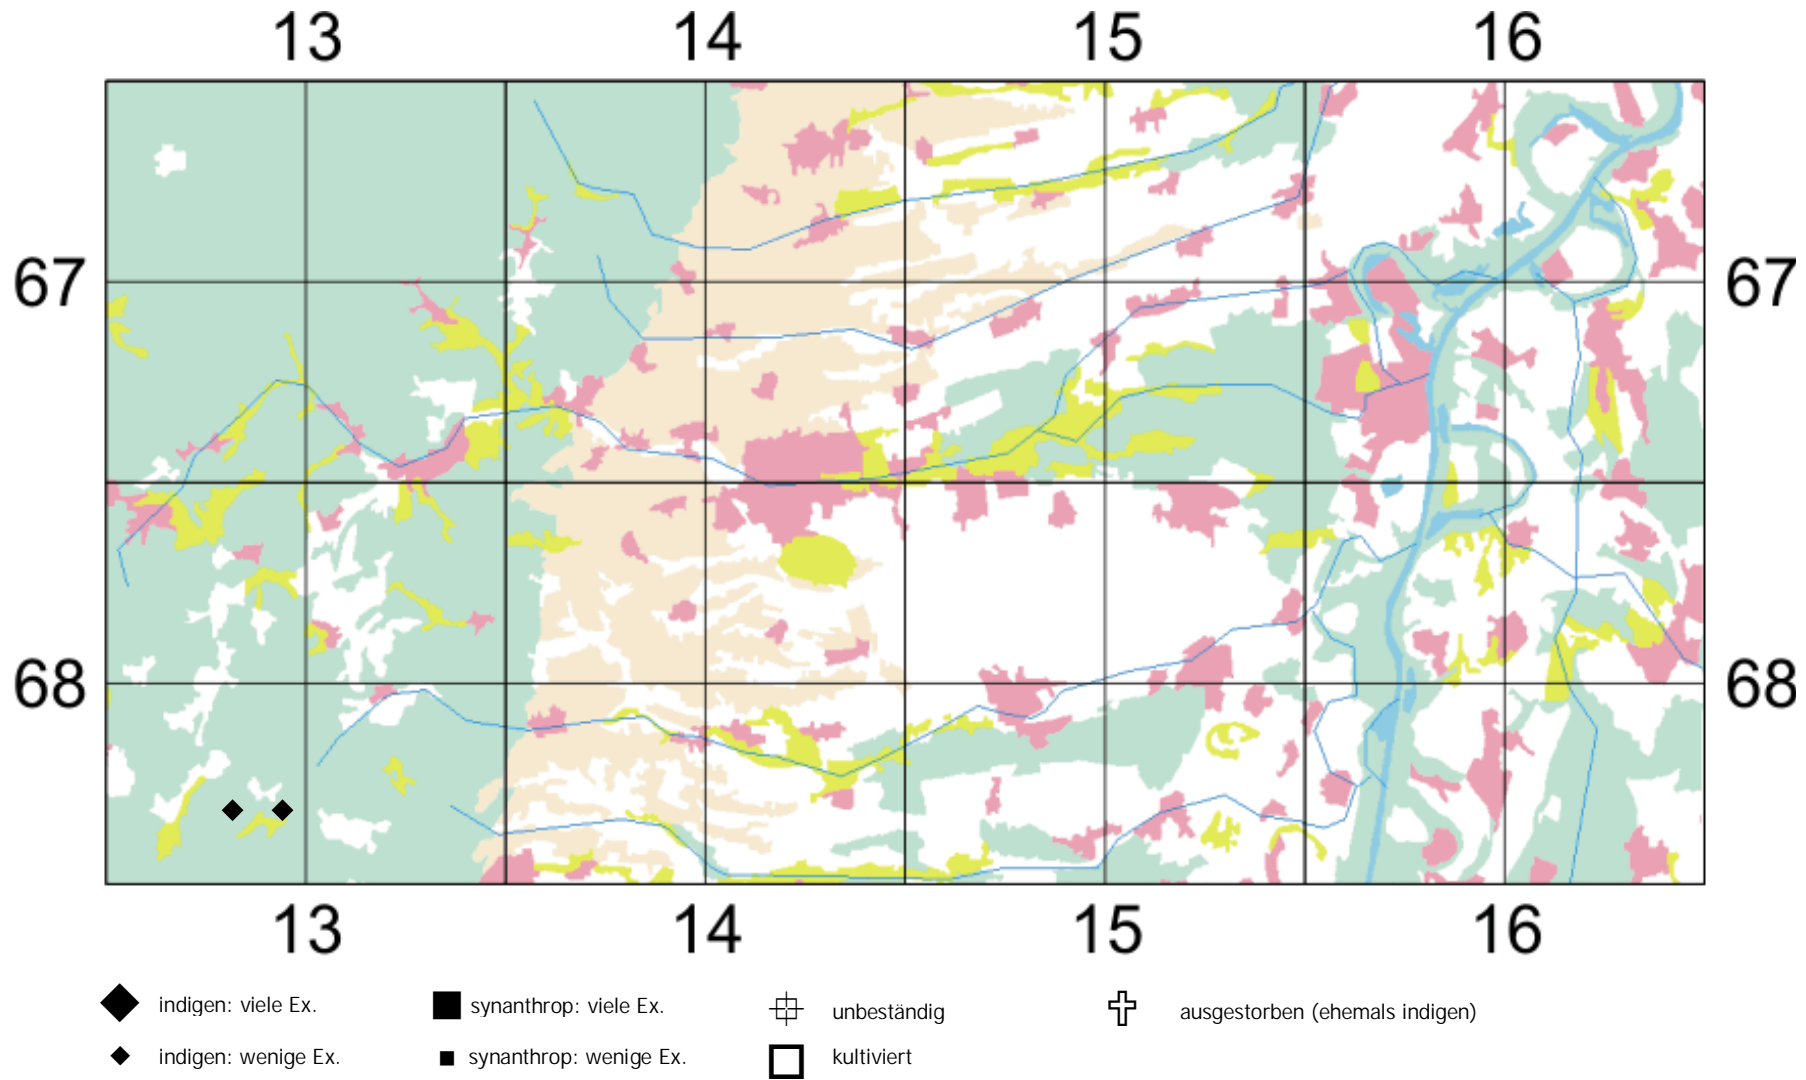 13 14 15 16
67 67
68 68
13 14 15 16
indigen: viele Ex. synanthrop: viele Ex. unbeständig ausgestorben (ehemals indigen)
indigen: wenige Ex. synanthrop: wenige Ex. kultiviert